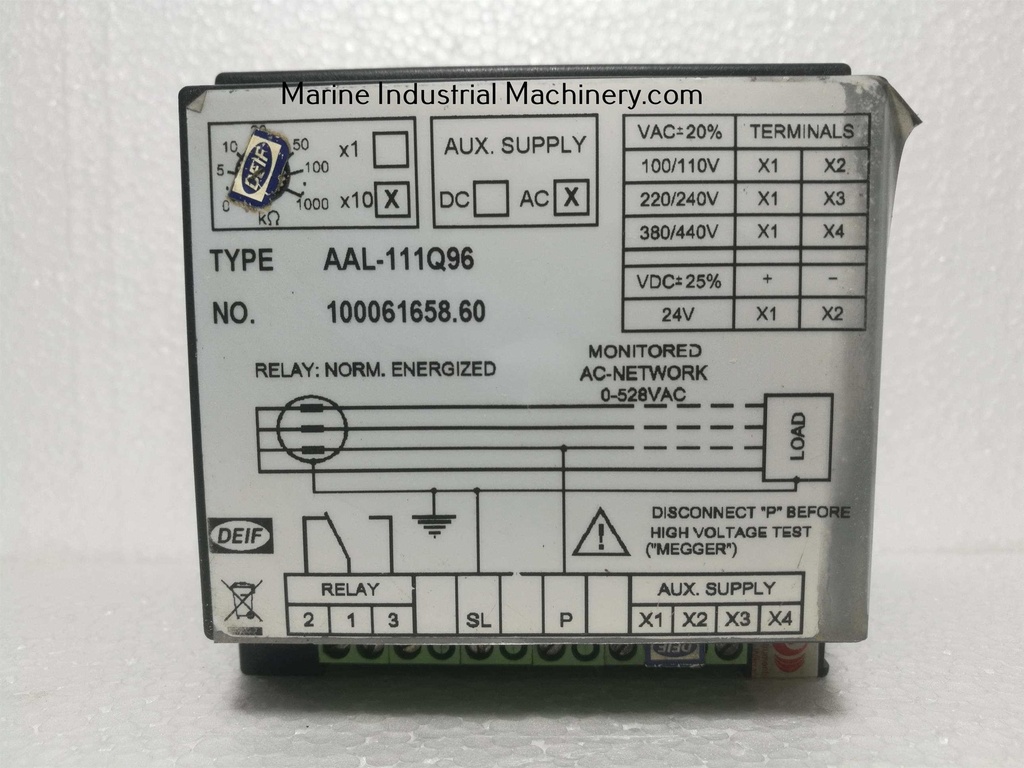 Marine Industrial Machinery.com
10 50
5 100
0 1000
kΩ
DEIF
x1
x10 X
AUX. SUPPLY
DC AC X
VAC±20% TERMINALS
100/110V X1 X2
220/240V X1 X3
380/440V X1 X4
VDC±25% + −
24V X1 X2
TYPE AAL-111Q96
NO. 100061658.60
RELAY: NORM. ENERGIZED
MONITORED
AC-NETWORK
0-528VAC
LOAD
DISCONNECT "P" BEFORE
HIGH VOLTAGE TEST
("MEGGER")
DEIF
RELAY
2 1 3
SL
P
AUX. SUPPLY
X1 X2 X3 X4
DEIF